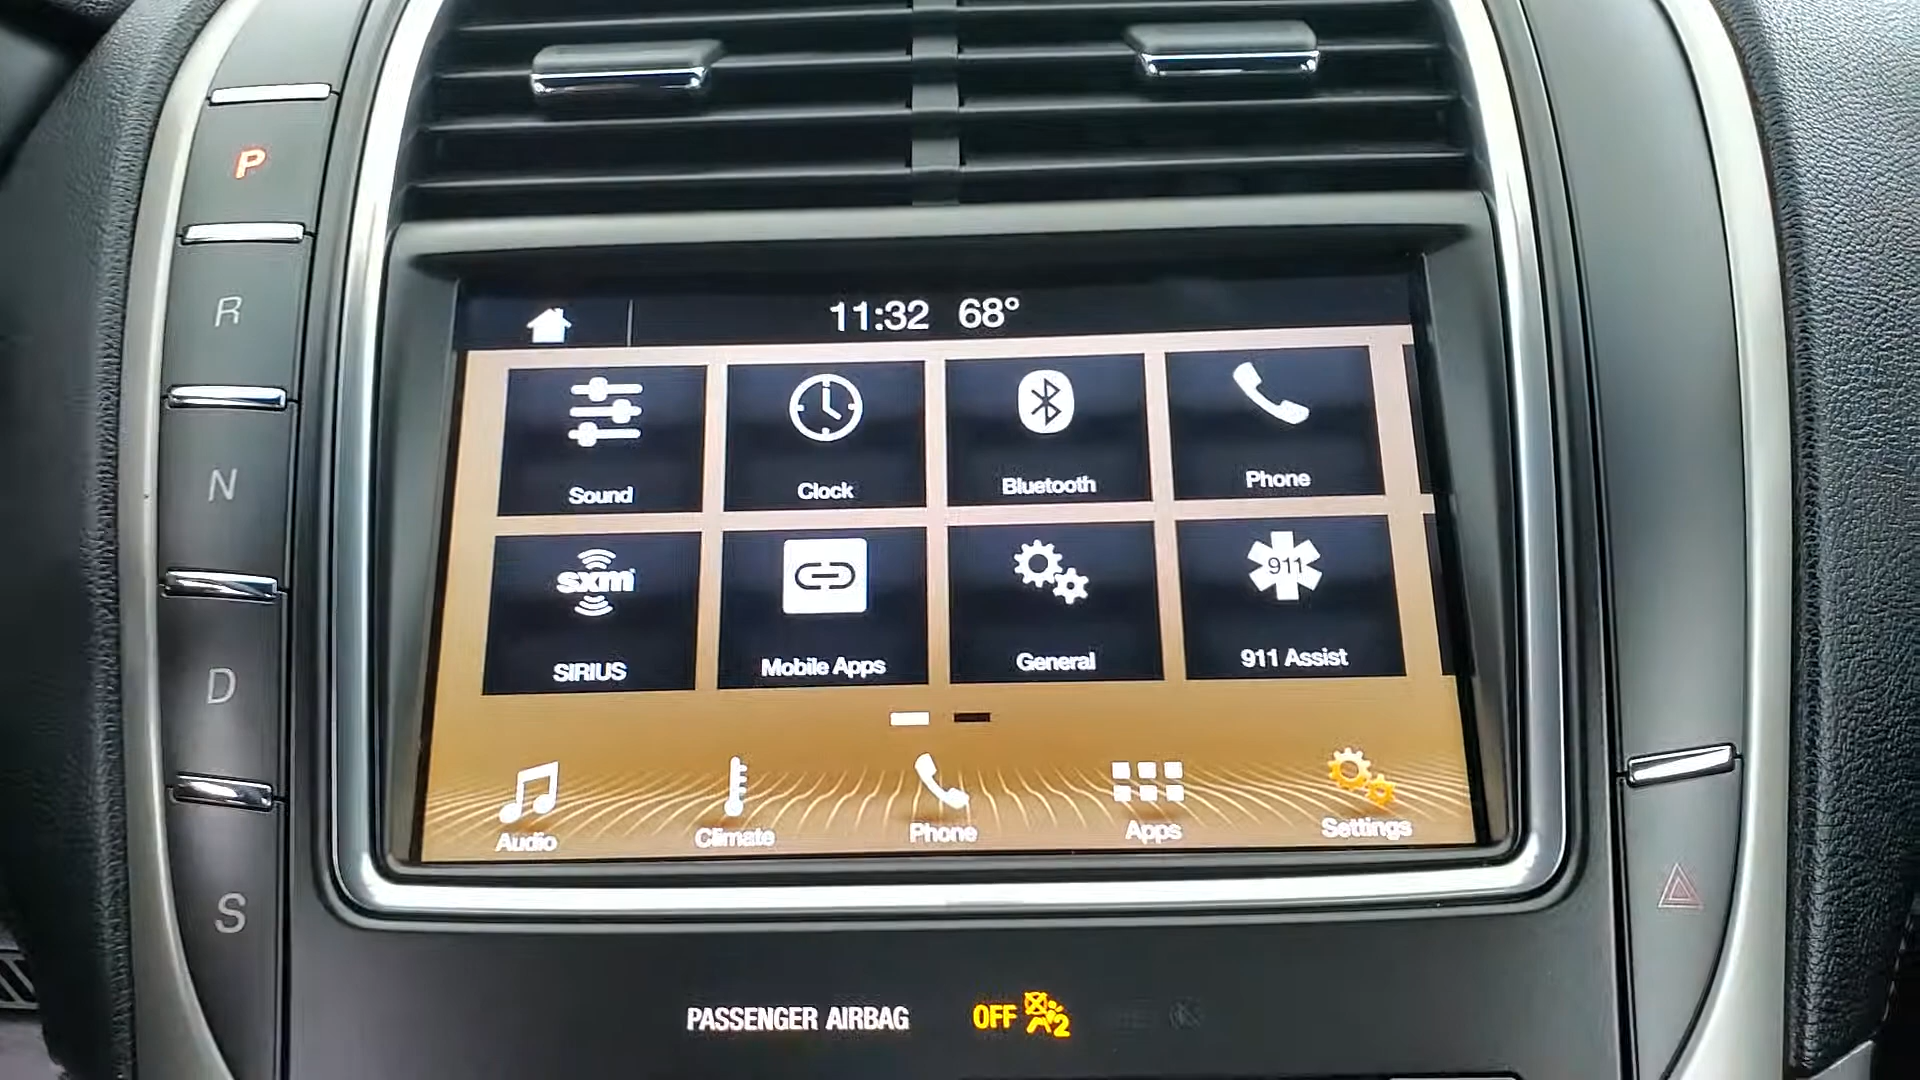 P
R
N
D
S
11:32 68°
Sound
Clock
Bluetooth
Phone
sxm
SIRIUS
Mobile Apps
General
911
911 Assist
Audio
Climate
Phone
Apps
Settings
PASSENGER AIRBAG OFF 2